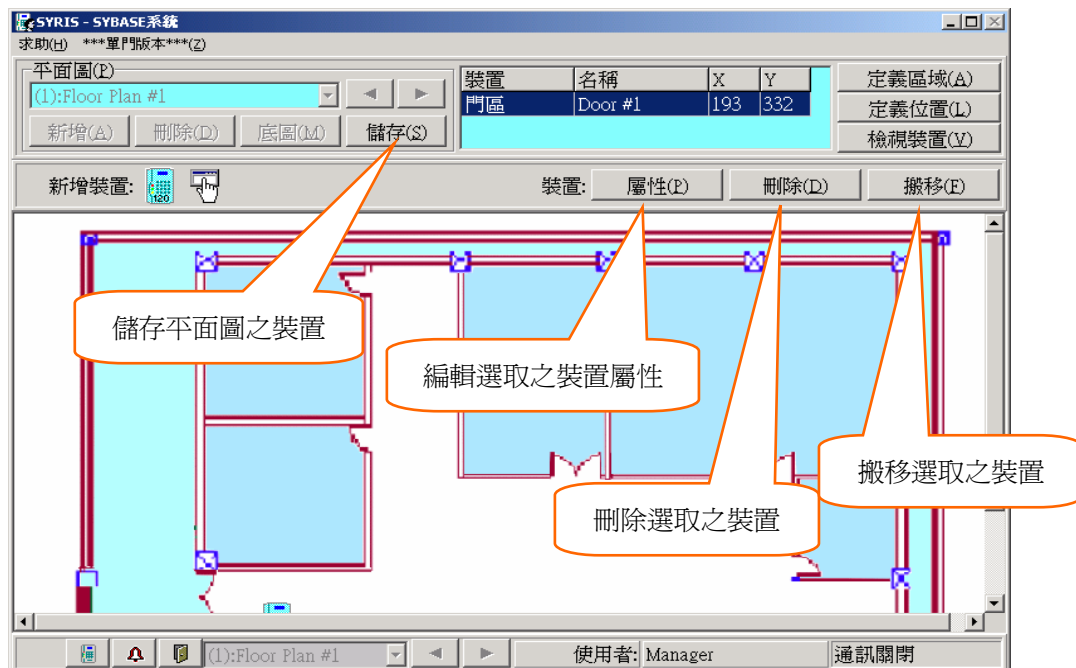 SYRIS - SYBASE系統
求助(H) ***單門版本***(Z)
平面圖(P)
(1):Floor Plan #1
新增(A) 刪除(D) 底圖(M) 儲存(S)
裝置 名稱 X Y
門區 Door #1 193 332
定義區域(A)
定義位置(L)
檢視裝置(V)
新增裝置: 120 裝置: 屬性(P) 刪除(D) 搬移(F)
儲存平面圖之裝置
編輯選取之裝置屬性
搬移選取之裝置
刪除選取之裝置
(1):Floor Plan #1 使用者: Manager 通訊關閉